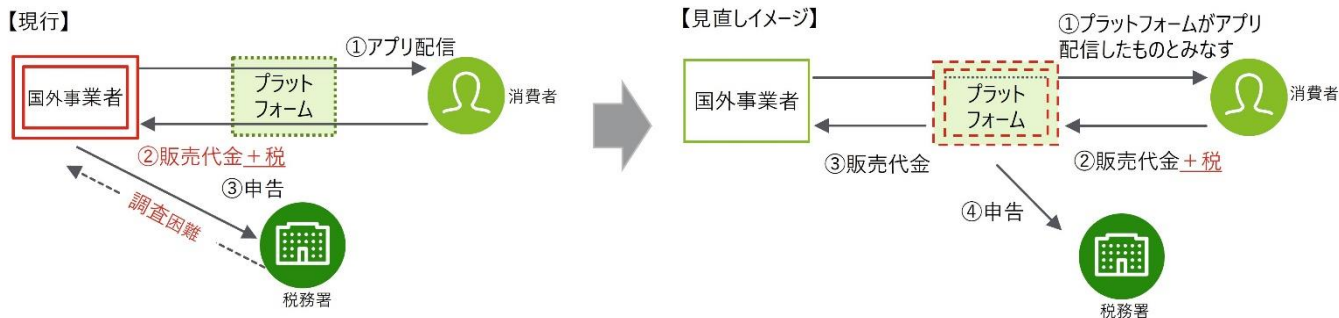 【現行】
①アプリ配信
国外事業者
プラット
フォーム
消費者
②販売代金＋税
③申告
調査困難
税務署
【見直しイメージ】
①プラットフォームがアプリ
配信したものとみなす
国外事業者
プラット
フォーム
消費者
③販売代金
②販売代金＋税
④申告
税務署